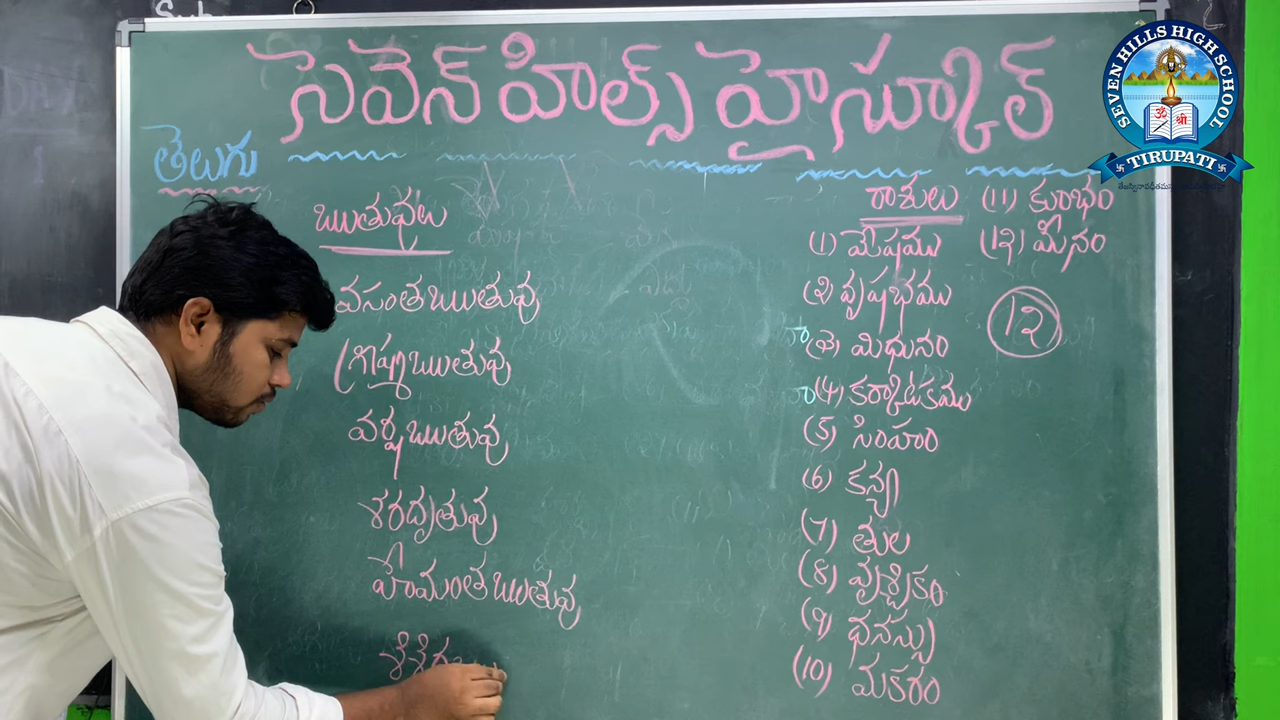 సెవెన్ హిల్స్ హైస్కూల్
తెలుగు
ఋతువులు
వసంత ఋతువు
గ్రీష్మ ఋతువు
వర్ష ఋతువు
శరదృతువు
హేమంత ఋతువు
శిశిర
రాశులు
(1) మేషము
(2) వృషభము
(3) మిథునం
(4) కర్కాటకము
(5) సింహం
(6) కన్యా
(7) తుల
(8) వృశ్చికం
(9) ధనస్సు
(10) మకరం
(11) కుంభం
(12) మీనం
12
SEVEN HILLS HIGH SCHOOL
TIRUPATI